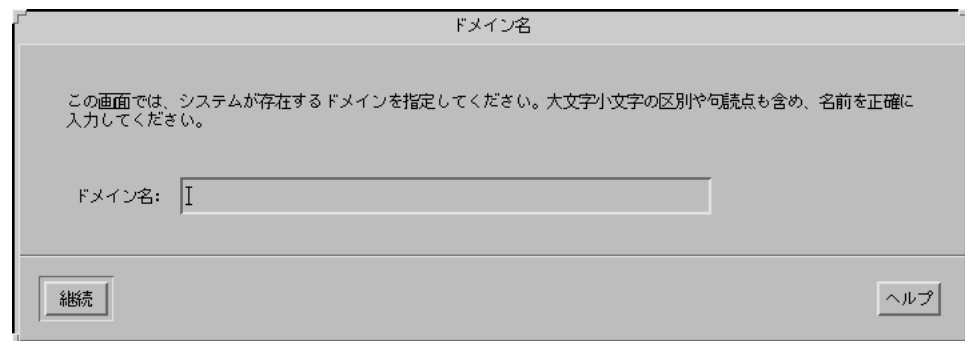 ドメイン名
この画面では、システムが存在するドメインを指定してください。大文字小文字の区別や句読点も含め、名前を正確に
入力してください。
ドメイン名:
継続
ヘルプ